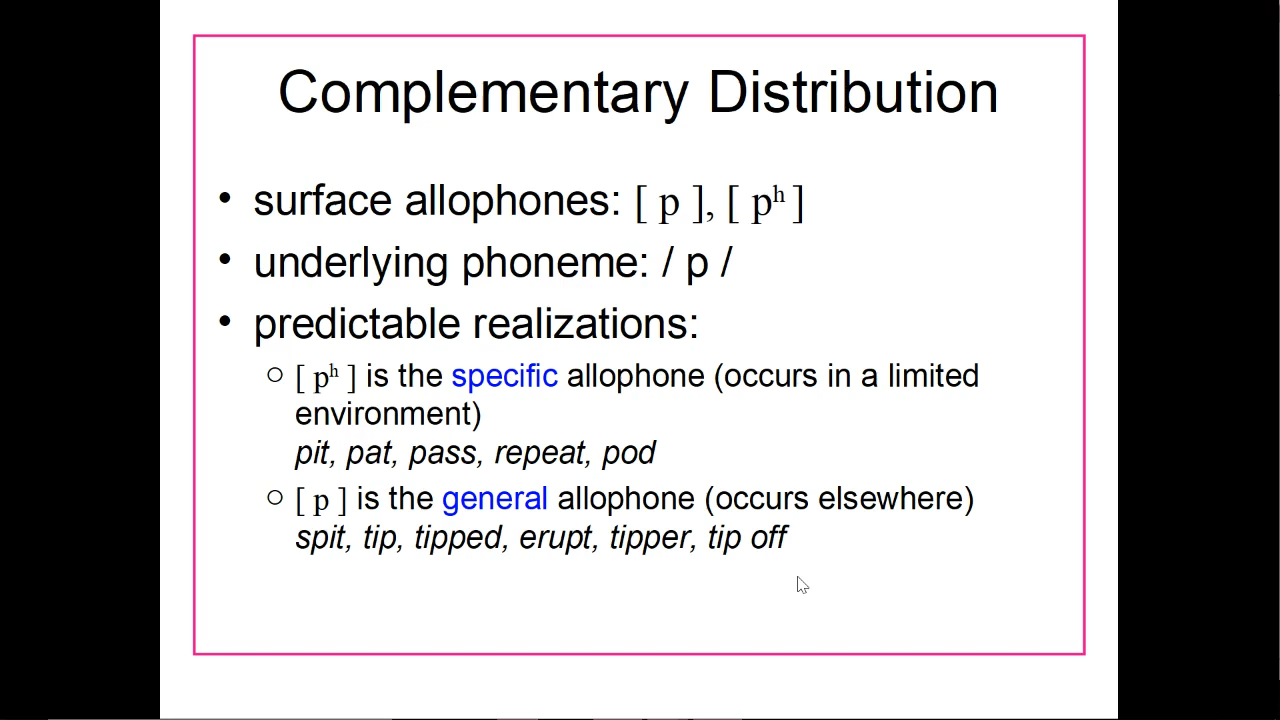 Complementary Distribution
• surface allophones: [ p ], [ pʰ ]
• underlying phoneme: / p /
• predictable realizations:
○ [ pʰ ] is the specific allophone (occurs in a limited
environment)
pit, pat, pass, repeat, pod
○ [ p ] is the general allophone (occurs elsewhere)
spit, tip, tipped, erupt, tipper, tip off